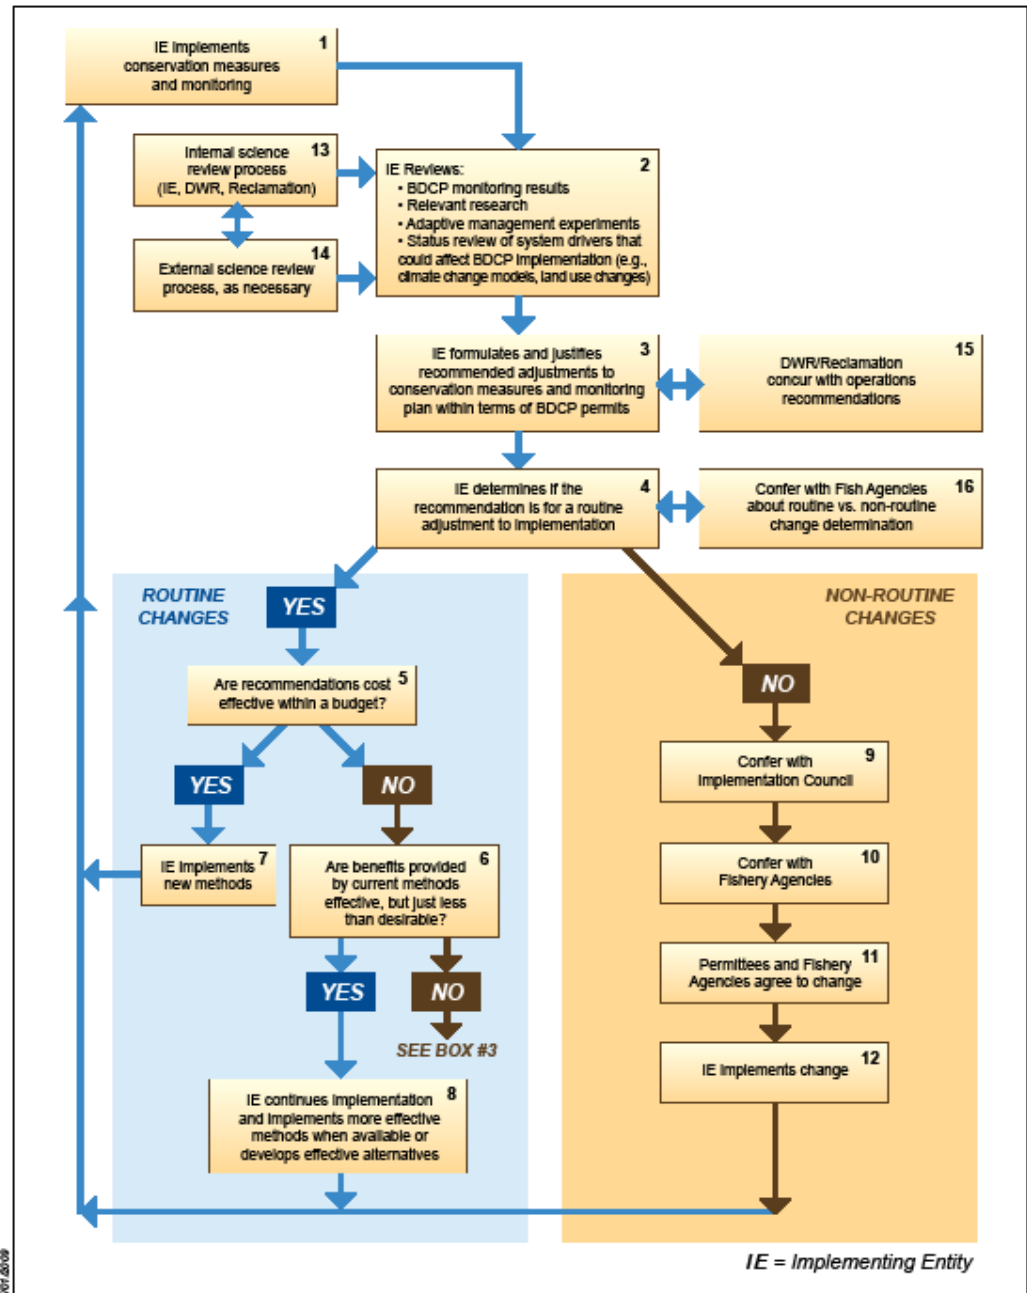 1
IE Implements
conservation measures
and monitoring
13
Internal science
review process
(IE, DWR, Reclamation)
14
External science review
process, as necessary
2
IE Reviews:
• BDCP monitoring results
• Relevant research
• Adaptive management experiments
• Status review of system drivers that
could affect BDCP Implementation (e.g.,
climate change models, land use changes)
3
IE formulates and justifies
recommended adjustments to
conservation measures and monitoring
plan within terms of BDCP permits
15
DWR/Reclamation
concur with operations
recommendations
4
IE determines if the
recommendation is for a routine
adjustment to implementation
16
Confer with Fish Agencies
about routine vs. non-routine
change determination
ROUTINE
CHANGES
YES
5
Are recommendations cost
effective within a budget?
YES
NO
7
IE Implements
new methods
6
Are benefits provided
by current methods
effective, but just less
than desirable?
YES
NO
SEE BOX #3
8
IE continues Implementation
and Implements more effective
methods when available or
develops effective alternatives
NON-ROUTINE
CHANGES
NO
9
Confer with
Implementation Council
10
Confer with
Fishery Agencies
11
Permittees and Fishery
Agencies agree to change
12
IE Implements change
IE = Implementing Entity